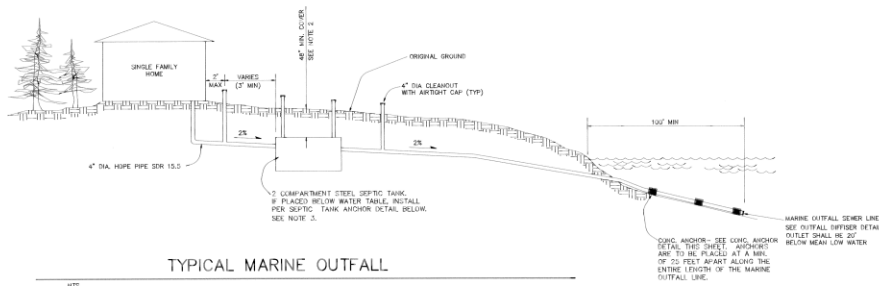 48" MIN. COVER
SEE NOTE 2
SINGLE FAMILY
HOME
2'
MAX
VARIES
(3' MIN)
ORIGINAL GROUND
4" DIA CLEANOUT
WITH AIRTIGHT CAP (TYP)
2%
2%
100' MIN
4" DIA. HDPE PIPE SDR 15.5
2 COMPARTMENT STEEL SEPTIC TANK.
IF PLACED BELOW WATER TABLE, INSTALL
PER SEPTIC TANK ANCHOR DETAIL BELOW.
SEE NOTE 3.
MARINE OUTFALL SEWER LINE
SEE OUTFALL DIFFISER DETAIL
OUTLET SHALL BE 20'
BELOW MEAN LOW WATER
CONC. ANCHOR- SEE CONC. ANCHOR
DETAIL THIS SHEET. ANCHORS
ARE TO BE PLACED AT A MIN.
OF 25 FEET APART ALONG THE
ENTIRE LENGTH OF THE MARINE
OUTFALL LINE.
TYPICAL MARINE OUTFALL